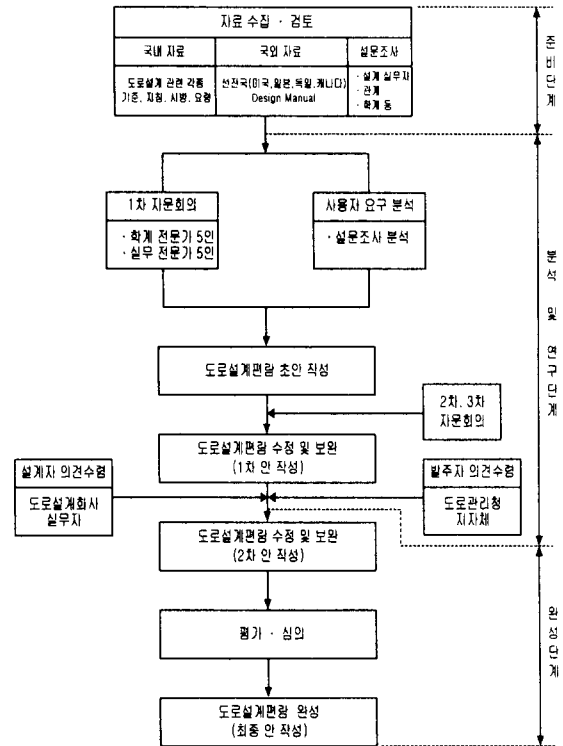 자료 수집 · 검토
국내 자료
국외 자료
설문조사
도로설계 관련 각종
기준, 지침, 시방, 요령
선전국(미국,일본,독일,캐나다)
Design Manual
· 설계 실무자
· 관계
· 학계 등
준비단계
1차 자문회의
· 학계 전문가 5인
· 실무 전문가 5인
사용자 요구 분석
· 설문조사 분석
분석 및 연구단계
도로설계편람 초안 작성
2차, 3차
자문회의
도로설계편람 수정 및 보완
(1차 안 작성)
설계자 의견수렴
도로설계회사
실무자
발주자 의견수렴
도로관리청
지자체
도로설계편람 수정 및 보완
(2차 안 작성)
평가 · 심의
완성단계
도로설계편람 완성
(최종 안 작성)